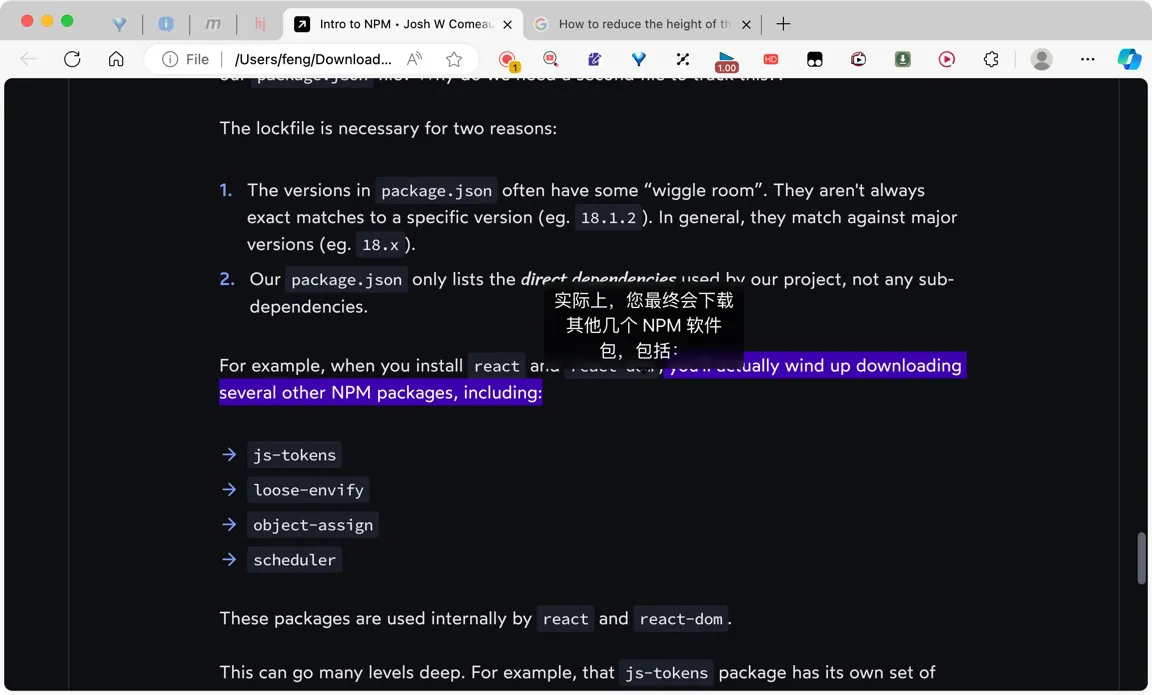 Intro to NPM • Josh W Comeau
How to reduce the height of th
File
/Users/feng/Download...
1
1.00
HD
our package.json file. Why do we need a second file to track this?
The lockfile is necessary for two reasons:
1. The versions in package.json often have some “wiggle room”. They aren't always
exact matches to a specific version (eg. 18.1.2). In general, they match against major
versions (eg. 18.x).
2. Our package.json only lists the direct dependencies used by our project, not any sub-
dependencies.
实际上，您最终会下载
其他几个 NPM 软件
包，包括：
For example, when you install react and react-dom, you'll actually wind up downloading
several other NPM packages, including:
→ js-tokens
→ loose-envify
→ object-assign
→ scheduler
These packages are used internally by react and react-dom.
This can go many levels deep. For example, that js-tokens package has its own set of